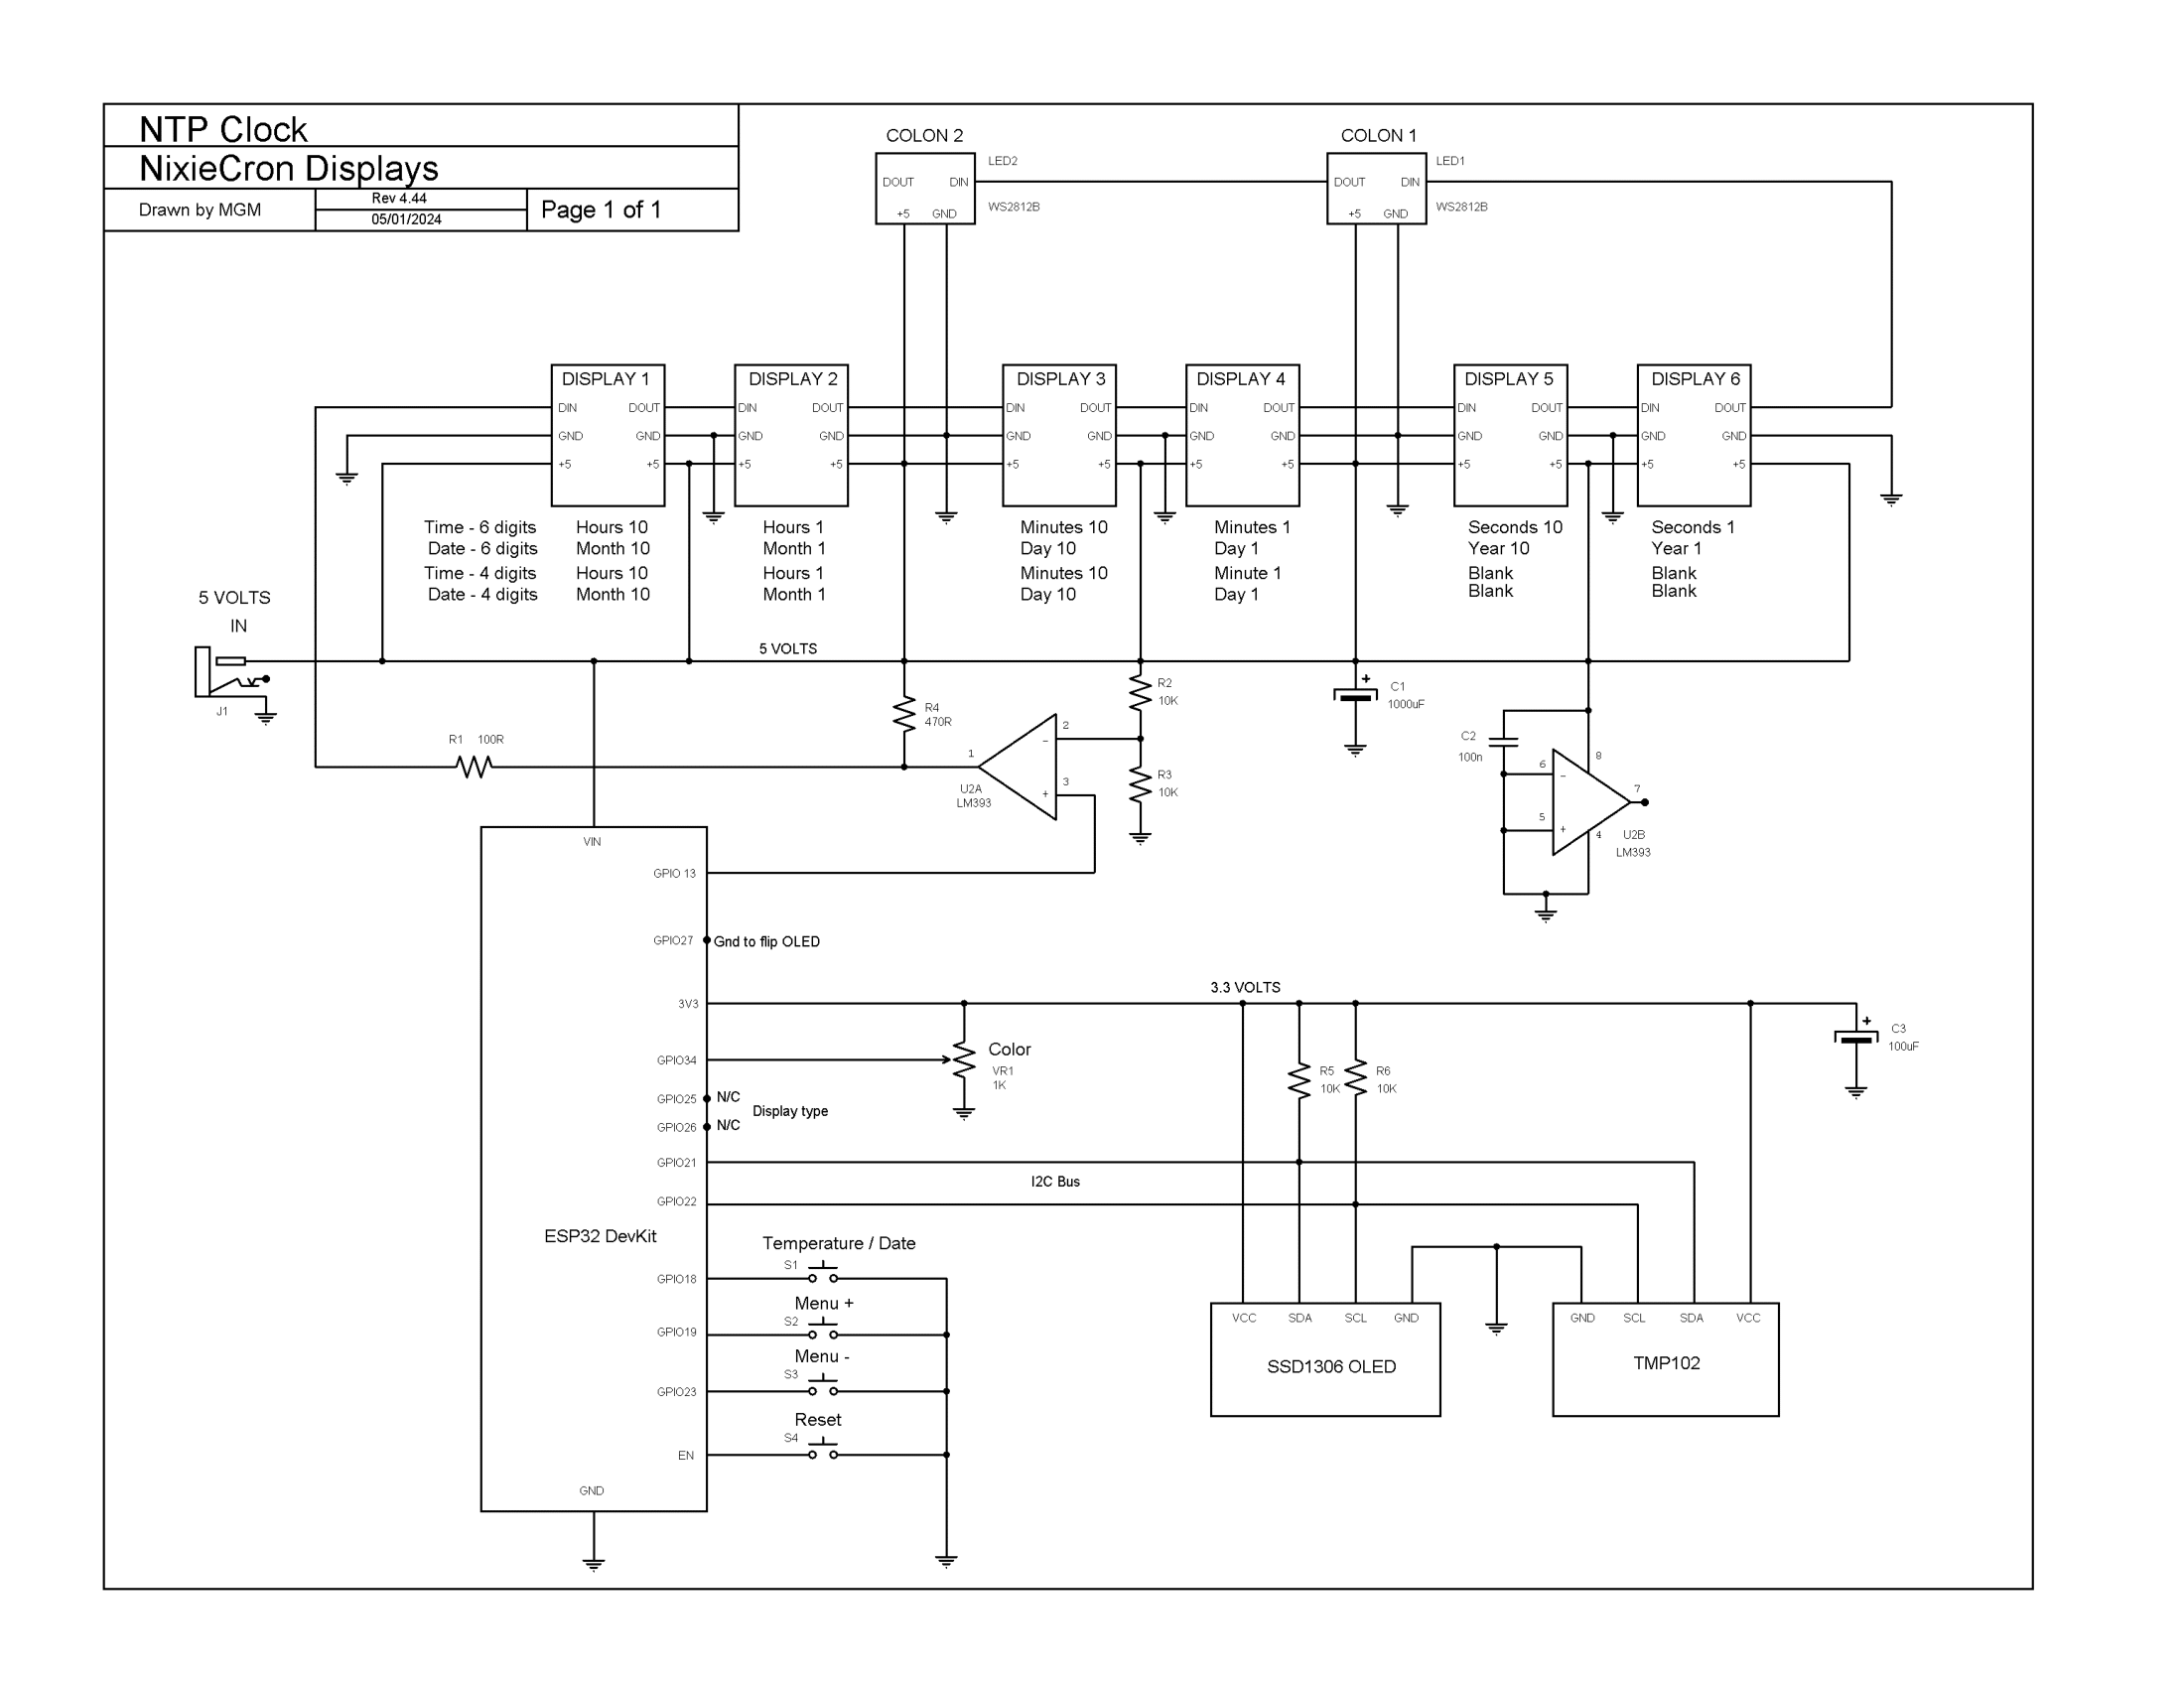 NTP Clock
NixieCron Displays
Drawn by MGM
Rev 4.44
05/01/2024
Page 1 of 1
COLON 2
LED2
DOUT DIN
+5 GND
WS2812B
COLON 1
LED1
DOUT DIN
+5 GND
WS2812B
DISPLAY 1
DIN DOUT
GND GND
+5 +5
DISPLAY 2
DIN DOUT
GND GND
+5 +5
DISPLAY 3
DIN DOUT
GND GND
+5 +5
DISPLAY 4
DIN DOUT
GND GND
+5 +5
DISPLAY 5
DIN DOUT
GND GND
+5 +5
DISPLAY 6
DIN DOUT
GND GND
+5 +5
Time - 6 digits Hours 10 Hours 1 Minutes 10 Minutes 1 Seconds 10 Seconds 1
Date - 6 digits Month 10 Month 1 Day 10 Day 1 Year 10 Year 1
Time - 4 digits Hours 10 Hours 1 Minutes 10 Minute 1 Blank Blank
Date - 4 digits Month 10 Month 1 Day 10 Day 1 Blank Blank
5 VOLTS
IN
J1
5 VOLTS
R1 100R
R4
470R
1
2
3
-
+
U2A
LM393
R2
10K
R3
10K
+
C1
1000uF
C2
100n
6
5
-
+
8
7
4
U2B
LM393
VIN
GPIO 13
GPIO27
Gnd to flip OLED
3V3
3.3 VOLTS
GPIO34
Color
VR1
1K
GPIO25
N/C
Display type
GPIO26
N/C
GPIO21
I2C Bus
GPIO22
R5
10K
R6
10K
+
C3
100uF
ESP32 DevKit
Temperature / Date
GPIO18
S1
Menu +
GPIO19
S2
Menu -
GPIO23
S3
Reset
EN
S4
GND
VCC SDA SCL GND
SSD1306 OLED
GND SCL SDA VCC
TMP102